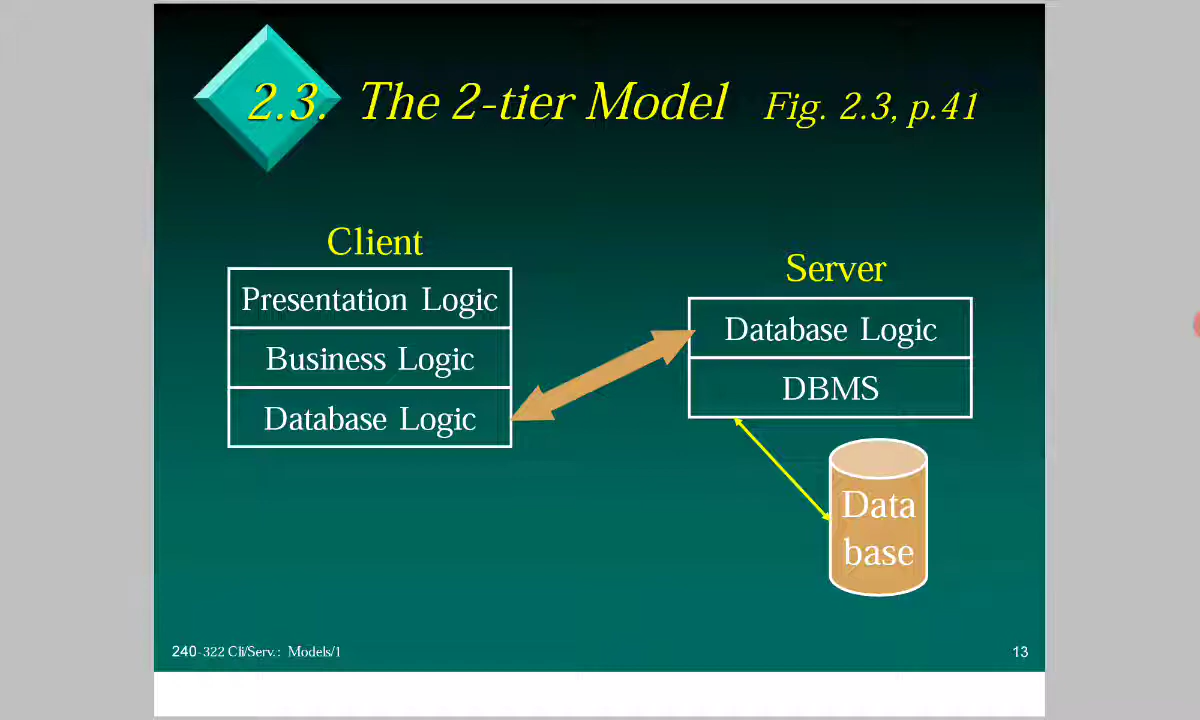 2.3. The 2-tier Model Fig. 2.3, p.41
Client
Presentation Logic
Business Logic
Database Logic
Server
Database Logic
DBMS
Data
base
240-322 Cli/Serv.: Models/1
13